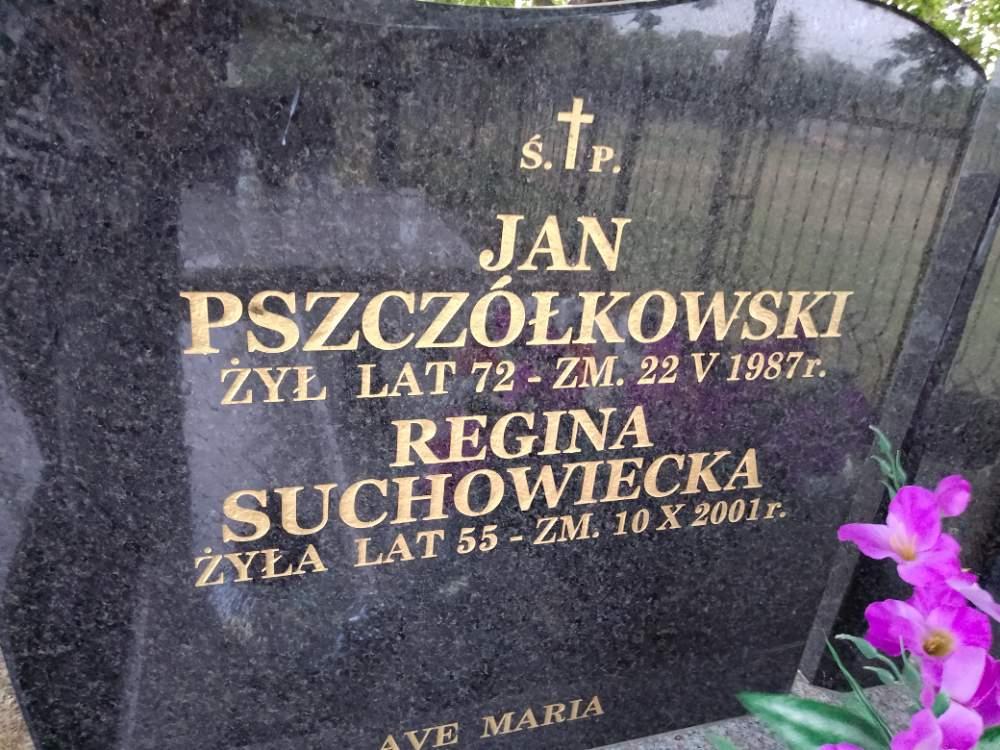 Ś. P.
JAN
PSZCZÓŁKOWSKI
ŻYŁ LAT 72 - ZM. 22 V 1987r.
REGINA
SUCHOWIECKA
ŻYŁA LAT 55 - ZM. 10 X 2001r.
AVE MARIA